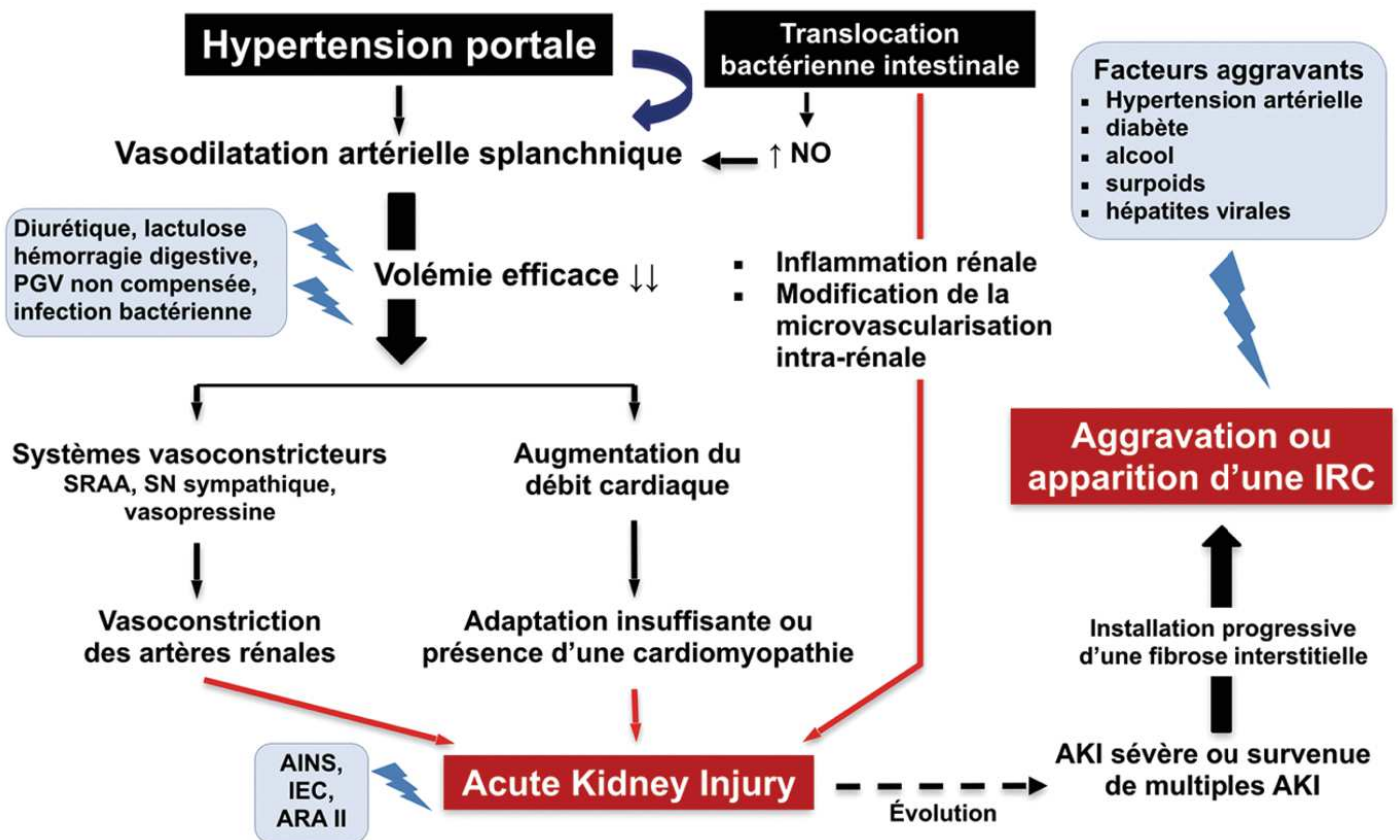 Hypertension portale
Translocation
bactérienne intestinale
Vasodilatation artérielle splanchnique
↑ NO
Facteurs aggravants
▪ Hypertension artérielle
▪ diabète
▪ alcool
▪ surpoids
▪ hépatites virales
Diurétique, lactulose
hémorragie digestive,
PGV non compensée,
infection bactérienne
Volémie efficace ↓↓
▪ Inflammation rénale
▪ Modification de la
microvascularisation
intra-rénale
Systèmes vasoconstricteurs
SRAA, SN sympathique,
vasopressine
Augmentation du
débit cardiaque
Aggravation ou
apparition d’une IRC
Vasoconstriction
des artères rénales
Adaptation insuffisante ou
présence d’une cardiomyopathie
Installation progressive
d’une fibrose interstitielle
AINS,
IEC,
ARA II
Acute Kidney Injury
Évolution
AKI sévère ou survenue
de multiples AKI